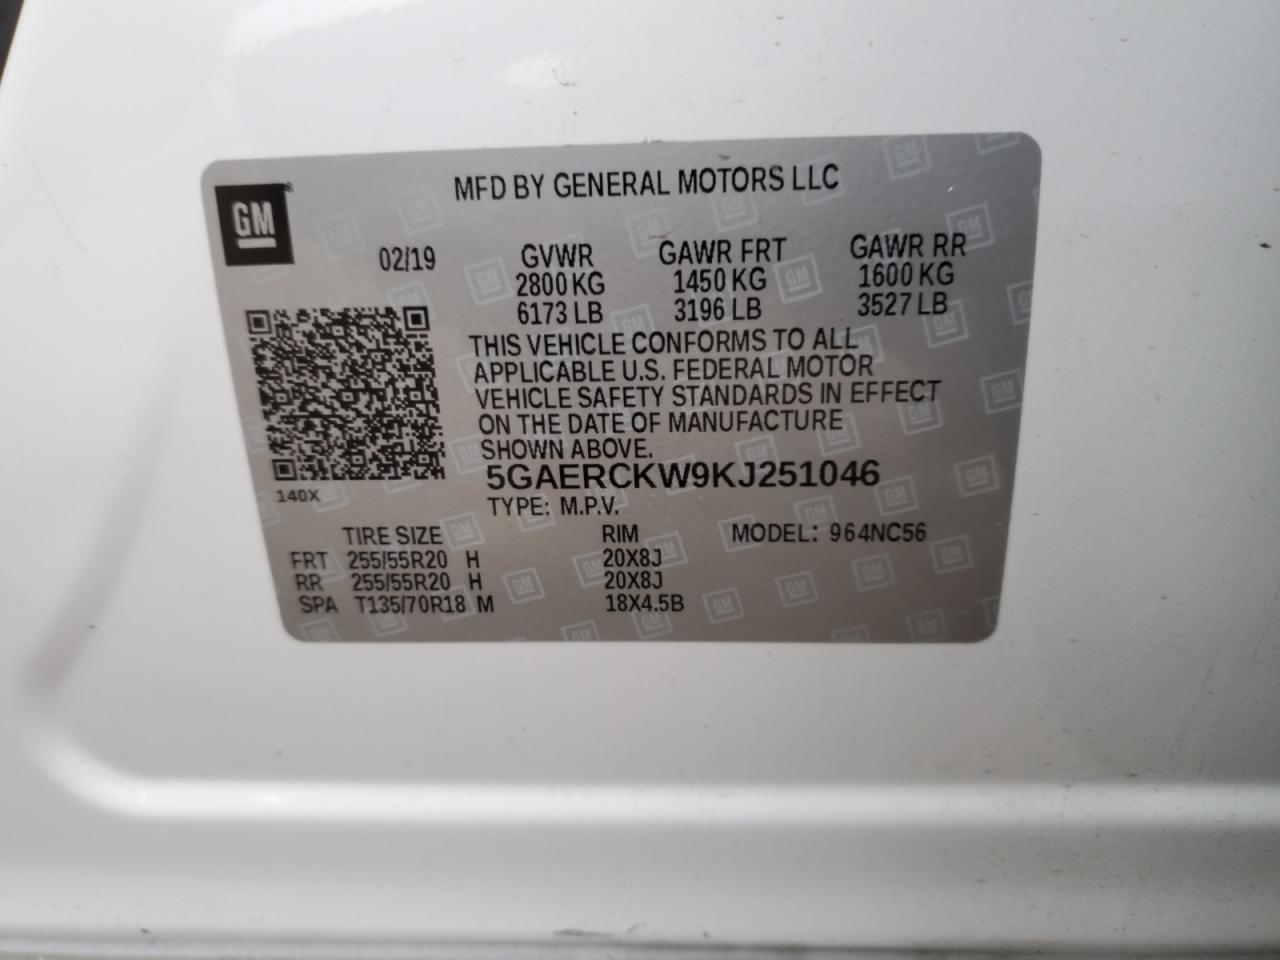 MFD BY GENERAL MOTORS LLC
GM
02/19 GVWR GAWR FRT GAWR RR
2800 KG 1450 KG 1600 KG
6173 LB 3196 LB 3527 LB
THIS VEHICLE CONFORMS TO ALL
APPLICABLE U.S. FEDERAL MOTOR
VEHICLE SAFETY STANDARDS IN EFFECT
ON THE DATE OF MANUFACTURE
SHOWN ABOVE.
5GAERCKW9KJ251046
140X
TYPE: M.P.V.
TIRE SIZE RIM MODEL: 964NC56
FRT 255/55R20 H 20X8J
RR 255/55R20 H 20X8J
SPA T135/70R18 M 18X4.5B